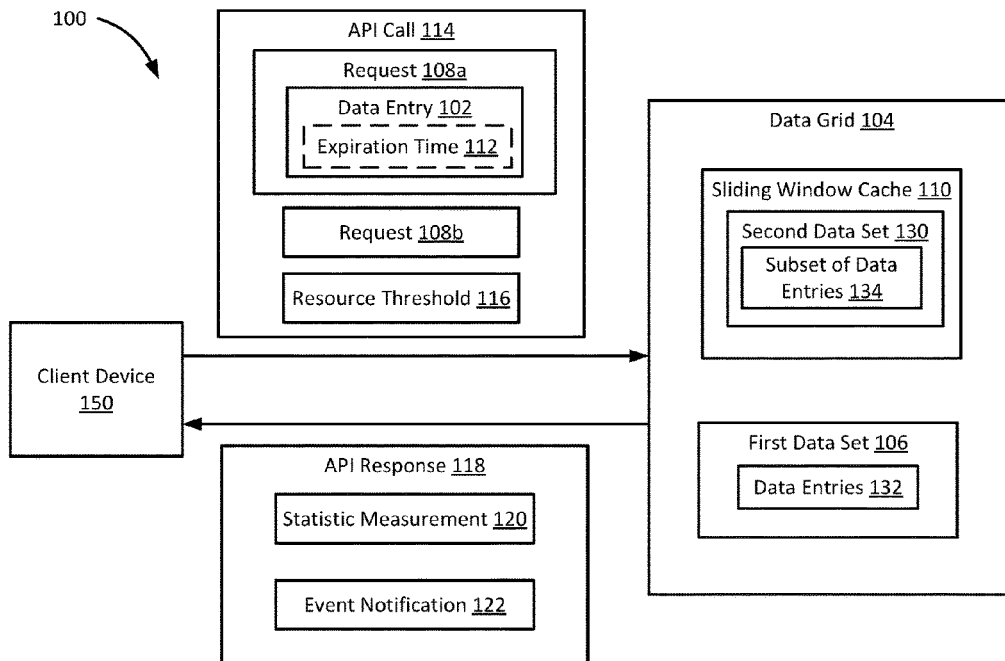 100
API Call 114
Request 108a
Data Entry 102
Expiration Time 112
Request 108b
Resource Threshold 116
Client Device
150
Data Grid 104
Sliding Window Cache 110
Second Data Set 130
Subset of Data
Entries 134
First Data Set 106
Data Entries 132
API Response 118
Statistic Measurement 120
Event Notification 122